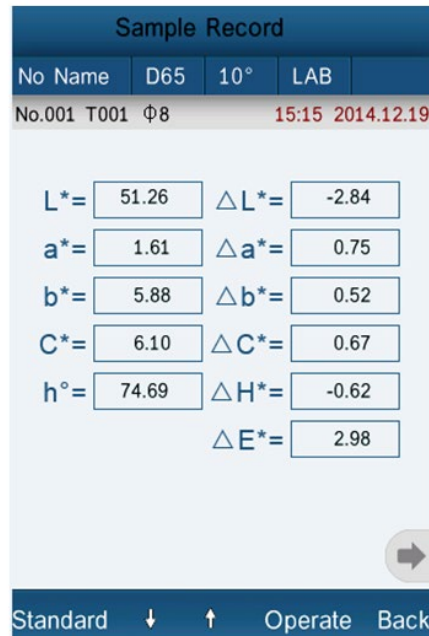 Sample Record
No Name D65 10° LAB
No.001 T001 Φ8 15:15 2014.12.19
L*= 51.26 △L*= -2.84
a*= 1.61 △a*= 0.75
b*= 5.88 △b*= 0.52
C*= 6.10 △C*= 0.67
h°= 74.69 △H*= -0.62
△E*= 2.98
Standard ↓ ↑ Operate Back